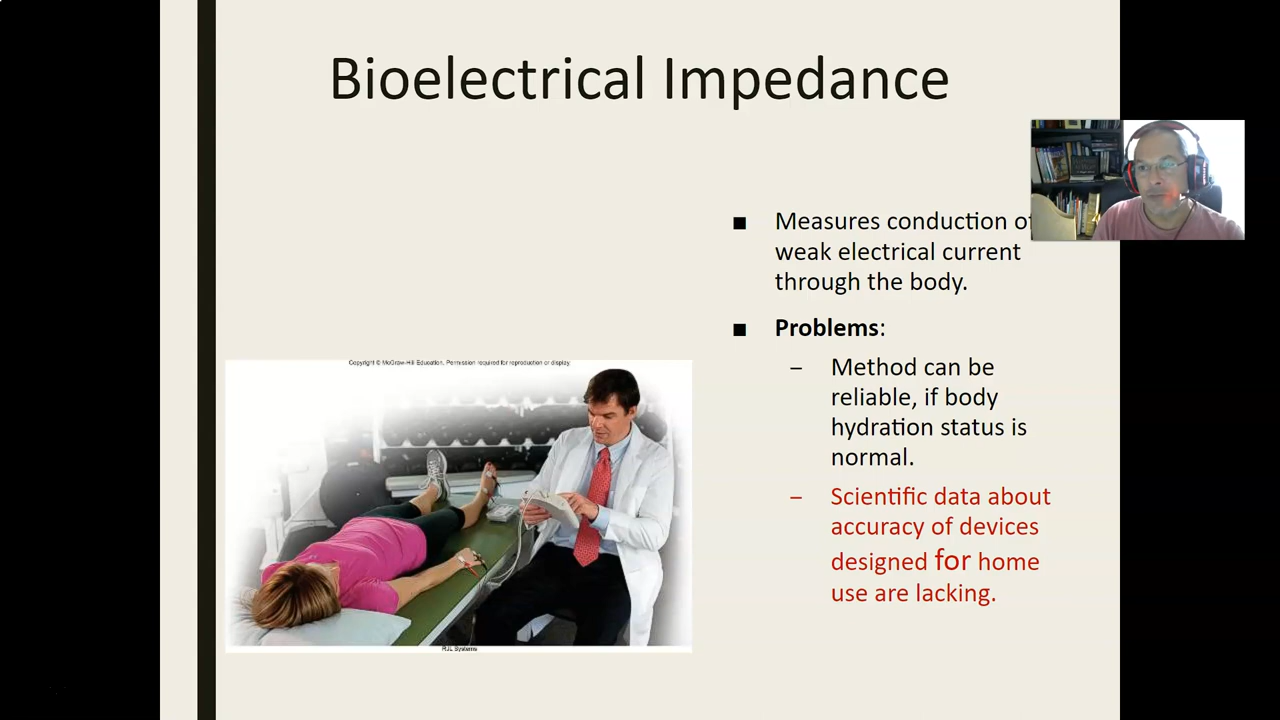 Bioelectrical Impedance
■ Measures conduction of
weak electrical current
through the body.
■ Problems:
– Method can be
reliable, if body
hydration status is
normal.
– Scientific data about
accuracy of devices
designed for home
use are lacking.
Copyright © McGraw-Hill Education. Permission required for reproduction or display
RJL Systems